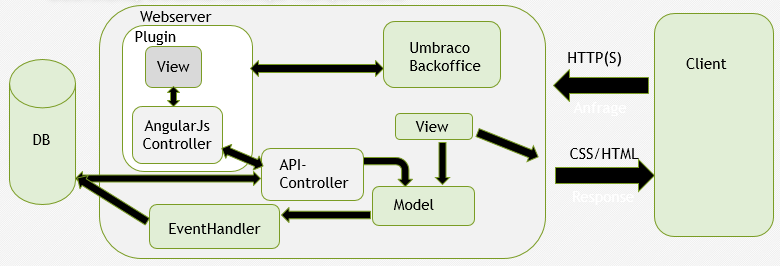 Webserver
Plugin
View
AngularJs
Controller
Umbraco
Backoffice
HTTP(S)
Anfrage
Client
DB
View
API-
Controller
CSS/HTML
Response
Model
EventHandler